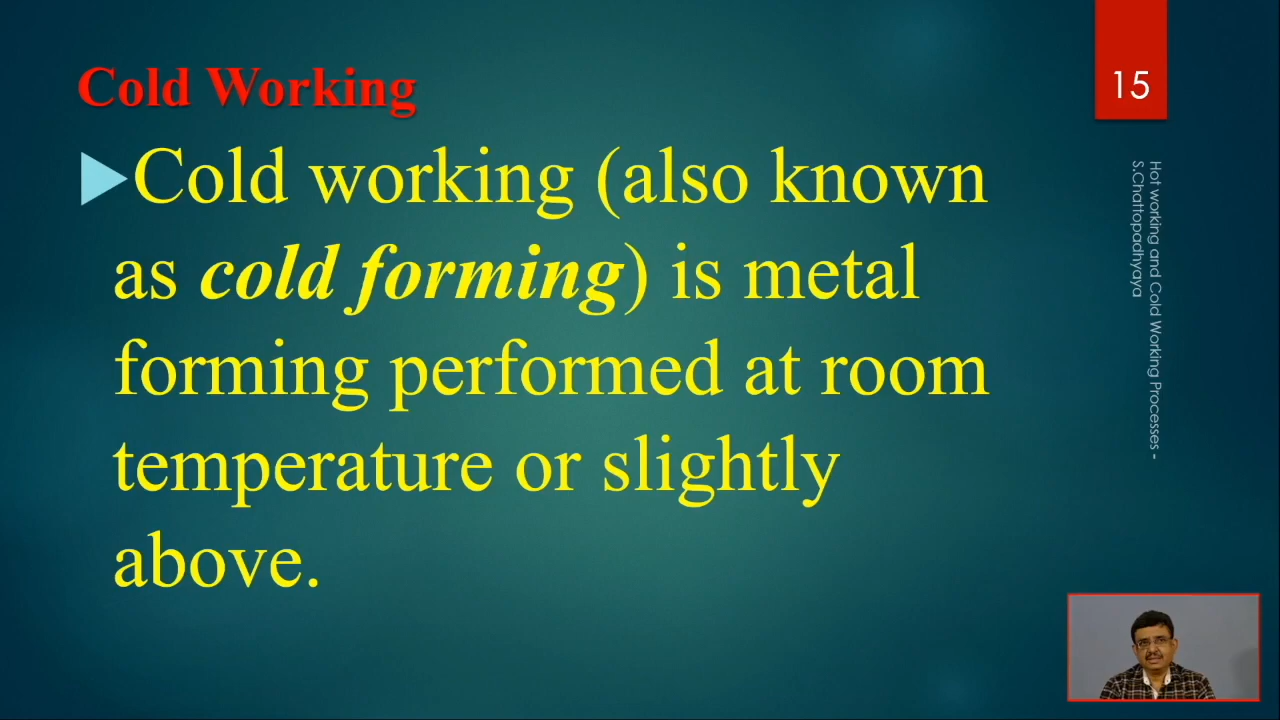 Cold Working
Cold working (also known
as cold forming) is metal
forming performed at room
temperature or slightly
above.
15
Hot working and Cold Working Processes -
S.Chattopadhyaya